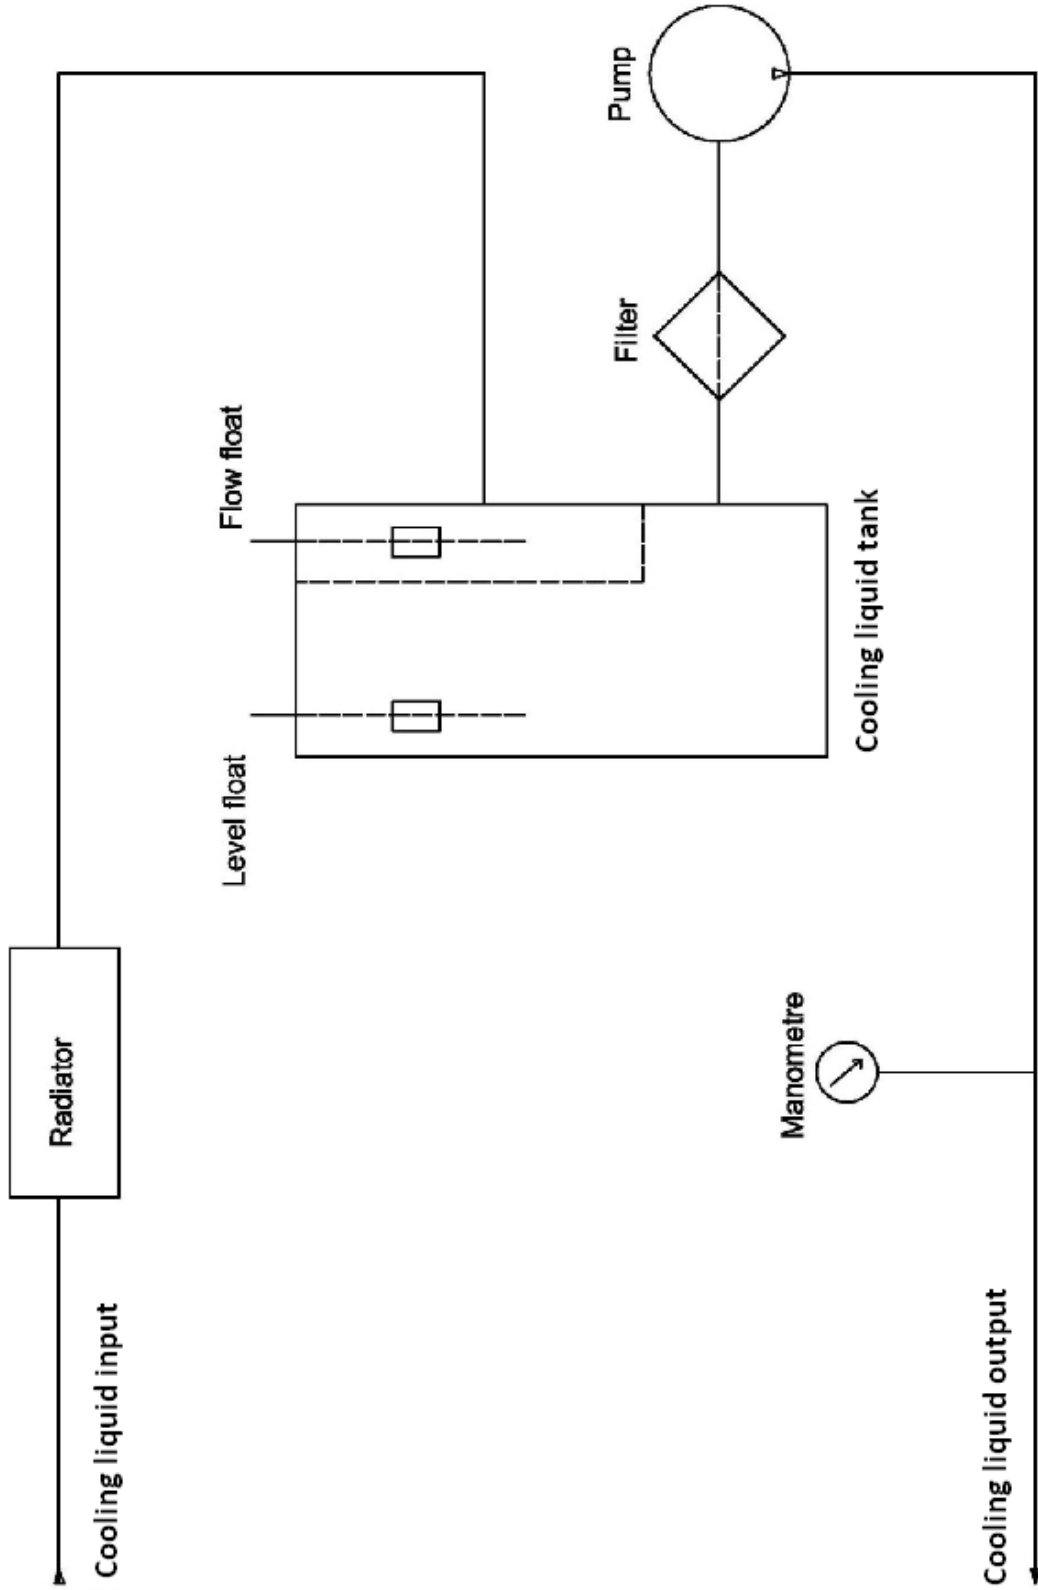 Cooling liquid input
Radiator
Level float
Flow float
Cooling liquid tank
Filter
Pump
Manometre
Cooling liquid output